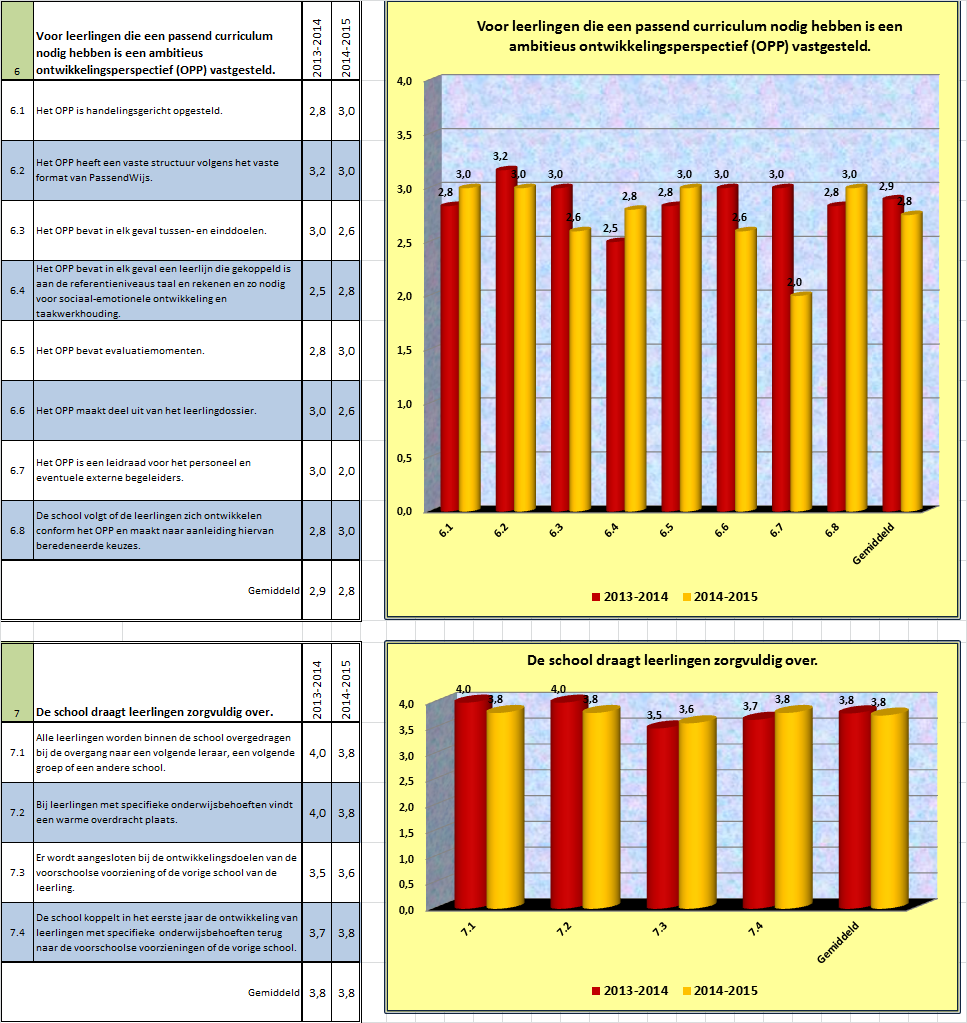 6
Voor leerlingen die een passend curriculum
nodig hebben is een ambitieus
ontwikkelingsperspectief (OPP) vastgesteld.
2013-2014
2014-2015
6.1 Het OPP is handelingsgericht opgesteld. 2,8 3,0
6.2 Het OPP heeft een vaste structuur volgens het vaste
format van PassendWijs. 3,2 3,0
6.3 Het OPP bevat in elk geval tussen- en einddoelen. 3,0 2,6
6.4 Het OPP bevat in elk geval een leerlijn die gekoppeld is
aan de referentieniveaus taal en rekenen en zo nodig
voor sociaal-emotionele ontwikkeling en
taakwerkhouding. 2,5 2,8
6.5 Het OPP bevat evaluatiemomenten. 2,8 3,0
6.6 Het OPP maakt deel uit van het leerlingdossier. 3,0 2,6
6.7 Het OPP is een leidraad voor het personeel en
eventuele externe begeleiders. 3,0 2,0
6.8 De school volgt of de leerlingen zich ontwikkelen
conform het OPP en maakt naar aanleiding hiervan
beredeneerde keuzes. 2,8 3,0
Gemiddeld 2,9 2,8
Voor leerlingen die een passend curriculum nodig hebben is een
ambitieus ontwikkelingsperspectief (OPP) vastgesteld.
4,0
3,5
3,0
2,5
2,0
1,5
1,0
0,5
0,0
2,8 3,0 3,2 3,0 3,0 2,6 2,5 2,8 2,8 3,0 3,0 2,6 3,0 2,0 2,8 3,0 2,9 2,8
6.1 6.2 6.3 6.4 6.5 6.6 6.7 6.8 Gemiddeld
2013-2014 2014-2015
7 De school draagt leerlingen zorgvuldig over.
2013-2014
2014-2015
7.1 Alle leerlingen worden binnen de school overgedragen
bij de overgang naar een volgende leraar, een volgende
groep of een andere school. 4,0 3,8
7.2 Bij leerlingen met specifieke onderwijsbehoeften vindt
een warme overdracht plaats. 4,0 3,8
7.3 Er wordt aangesloten bij de ontwikkelingsdoelen van de
voorschoolse voorziening of de vorige school van de
leerling. 3,5 3,6
7.4 De school koppelt in het eerste jaar de ontwikkeling van
leerlingen met specifieke onderwijsbehoeften terug
naar de voorschoolse voorzieningen of de vorige school. 3,7 3,8
Gemiddeld 3,8 3,8
De school draagt leerlingen zorgvuldig over.
4,0
3,5
3,0
2,5
2,0
1,5
1,0
0,5
0,0
4,0 3,8 4,0 3,8 3,5 3,6 3,7 3,8 3,8 3,8
7.1 7.2 7.3 7.4 Gemiddeld
2013-2014 2014-2015